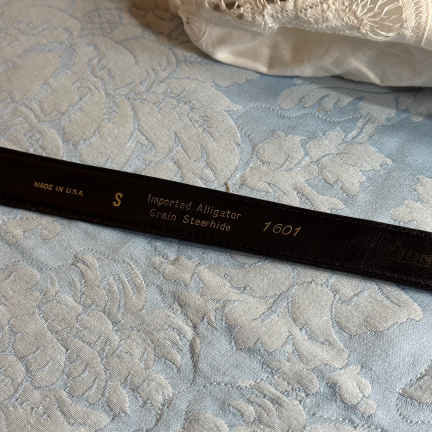 MADE IN U.S.A.
S
Imported Alligator
Grain Steerhide
1601